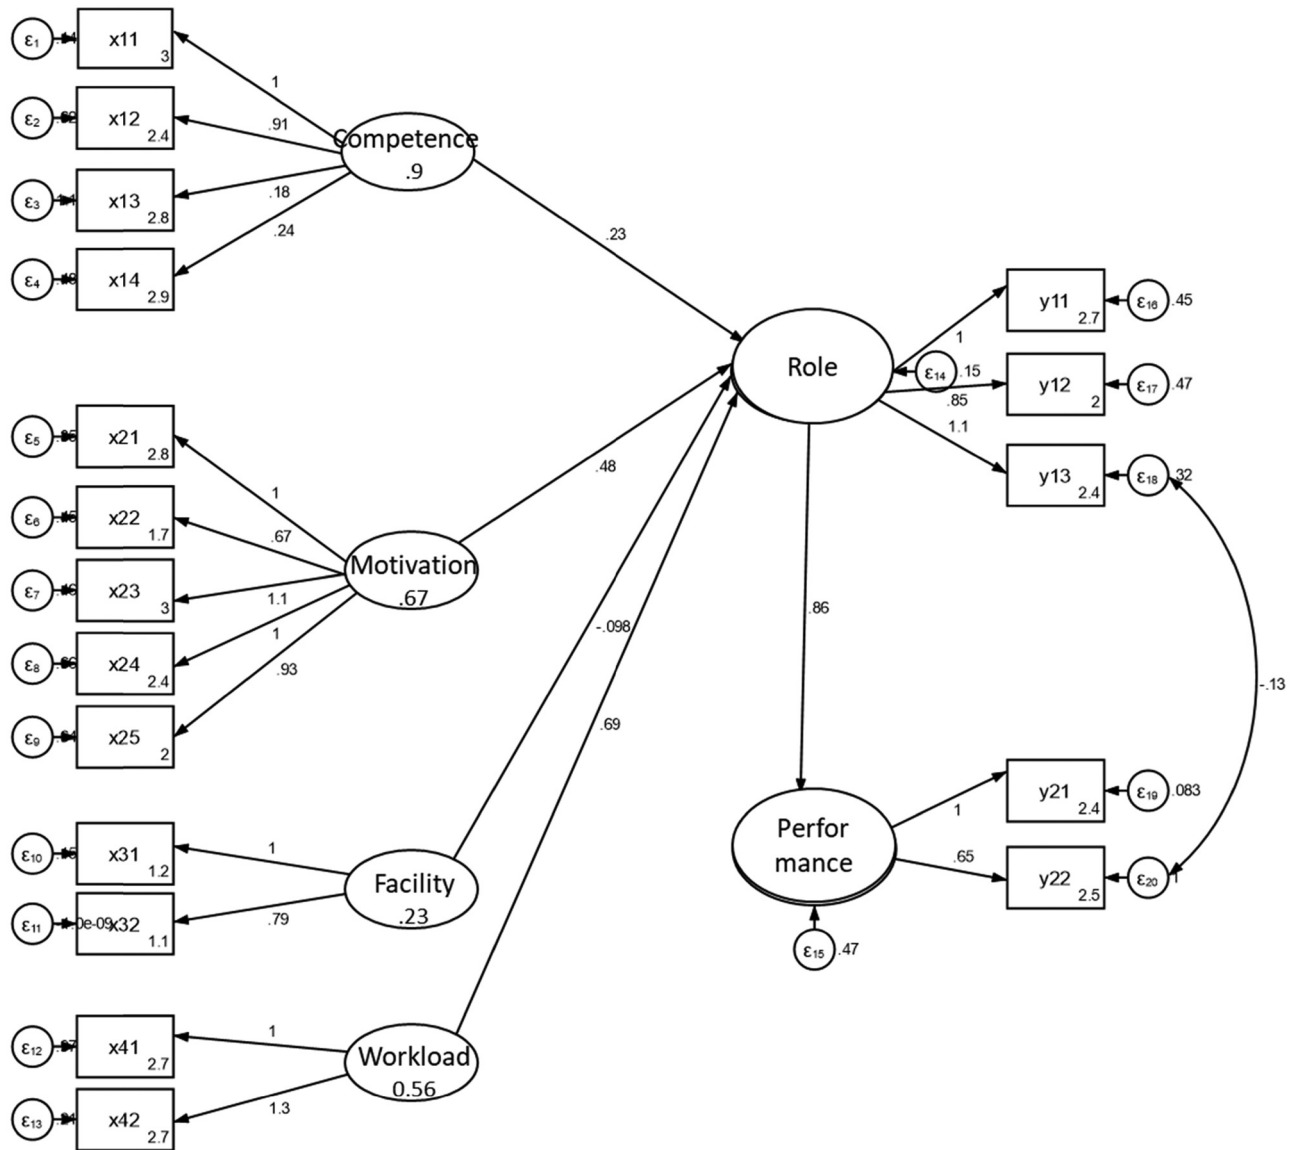 ε1
x11
3
1
ε2
x12
2.4
.91
Competence
.9
ε3
x13
2.8
.18
ε4
x14
2.9
.24
.23
ε5
x21
2.8
1
ε6
x22
1.7
.67
Motivation
.67
ε7
x23
3
1.1
ε8
x24
2.4
1
ε9
x25
2
.93
.48
ε10
x31
1.2
1
Facility
.23
ε11
x32
1.1
.79
-.098
ε12
x41
2.7
1
Workload
0.56
ε13
x42
2.7
1.3
.69
Role
ε14
.15
1
y11
2.7
ε16
.45
.85
y12
2
ε17
.47
1.1
y13
2.4
ε18
.32
.86
-.13
Perfor
mance
ε15
.47
1
y21
2.4
ε19
.083
.65
y22
2.5
ε20
1